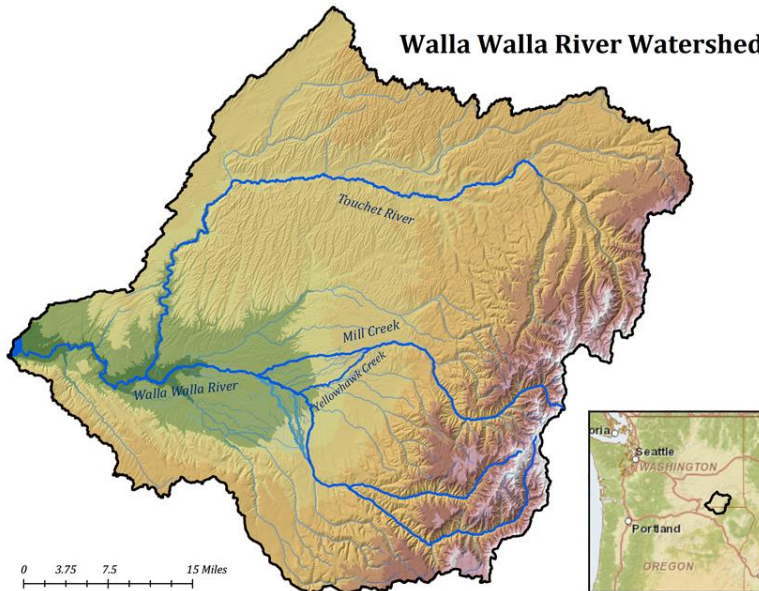 Walla Walla River Watershed
Touchet River
Mill Creek
Yellowhawk Creek
Walla Walla River
0 3.75 7.5 15 Miles
oria
Seattle
WASHINGTON
Portland
OREGON